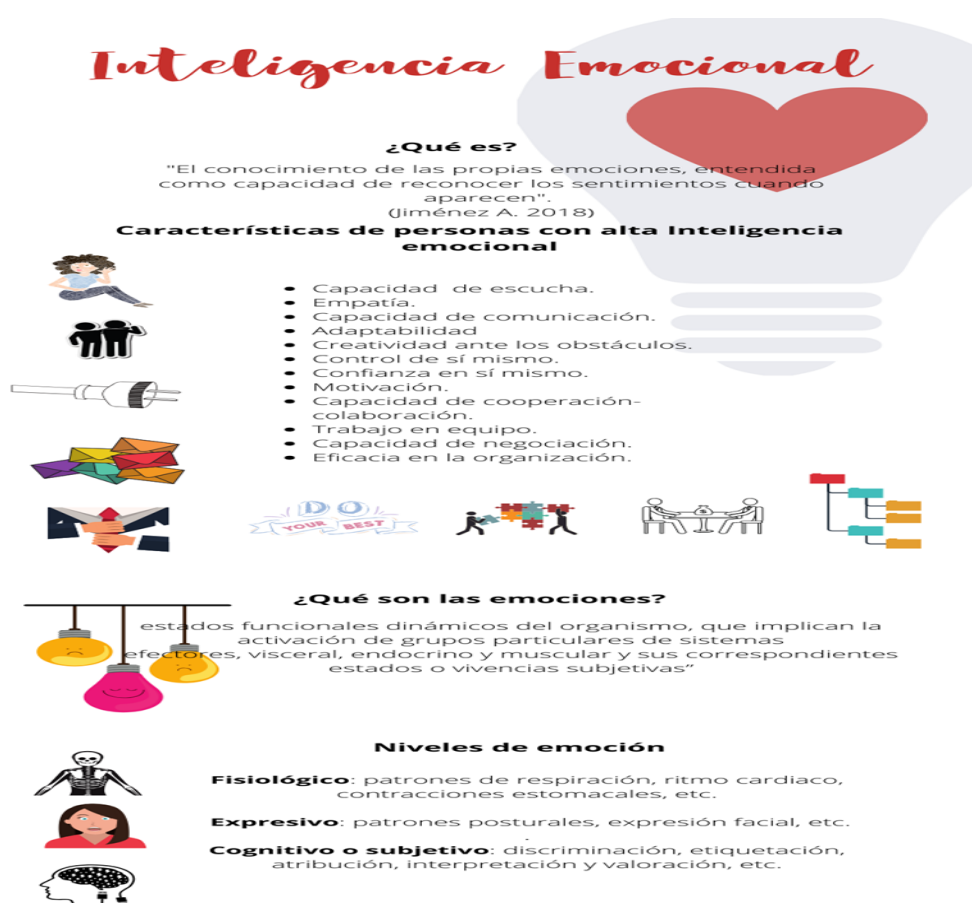 Inteligencia Emocional
¿Qué es?
"El conocimiento de las propias emociones, entendida
como capacidad de reconocer los sentimientos cuando
aparecen".
(Jiménez A. 2018)
Características de personas con alta Inteligencia
emocional
• Capacidad de escucha.
• Empatía.
• Capacidad de comunicación.
• Adaptabilidad
• Creatividad ante los obstáculos.
• Control de sí mismo.
• Confianza en sí mismo.
• Motivación.
• Capacidad de cooperación-
colaboración.
• Trabajo en equipo.
• Capacidad de negociación.
• Eficacia en la organización.
DO
YOUR BEST
¿Qué son las emociones?
estados funcionales dinámicos del organismo, que implican la
activación de grupos particulares de sistemas
efectores, visceral, endocrino y muscular y sus correspondientes
estados o vivencias subjetivas”
Niveles de emoción
Fisiológico: patrones de respiración, ritmo cardiaco,
contracciones estomacales, etc.
Expresivo: patrones posturales, expresión facial, etc.
.
Cognitivo o subjetivo: discriminación, etiquetación,
atribución, interpretación y valoración, etc.